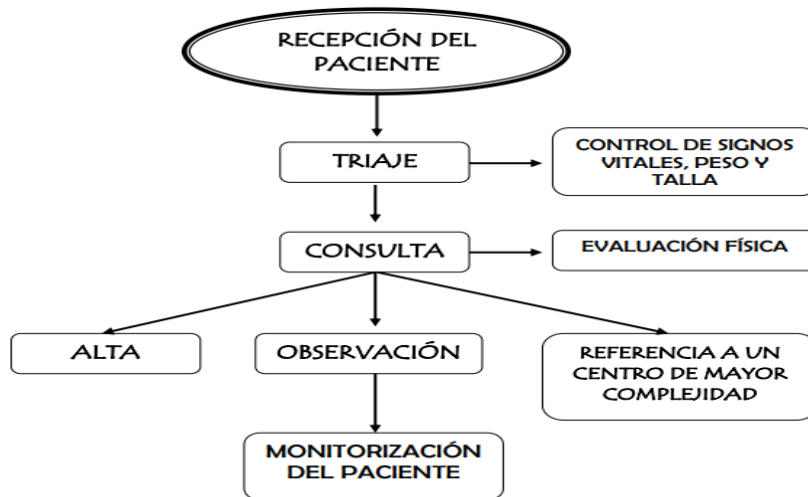 RECEPCIÓN DEL
PACIENTE
TRIAJE
CONTROL DE SIGNOS
VITALES, PESO Y
TALLA
CONSULTA
EVALUACIÓN FÍSICA
ALTA
OBSERVACIÓN
REFERENCIA A UN
CENTRO DE MAYOR
COMPLEJIDAD
MONITORIZACIÓN
DEL PACIENTE